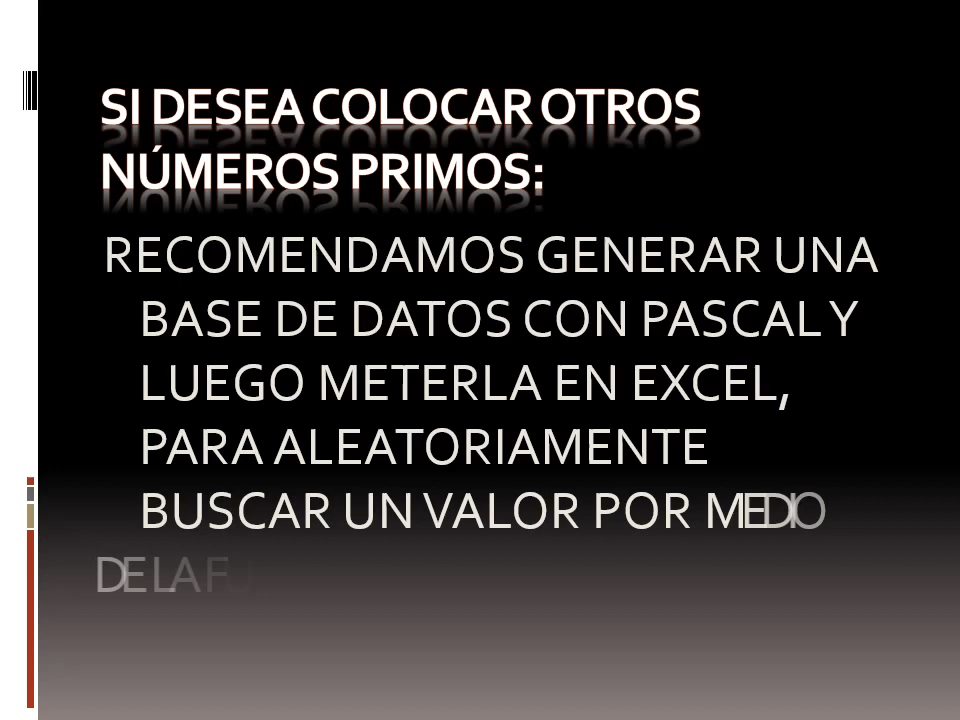 SI DESEA COLOCAR OTROS
NÚMEROS PRIMOS:
RECOMENDAMOS GENERAR UNA
BASE DE DATOS CON PASCAL Y
LUEGO METERLA EN EXCEL,
PARA ALEATORIAMENTE
BUSCAR UN VALOR POR MEDIO
DE LA